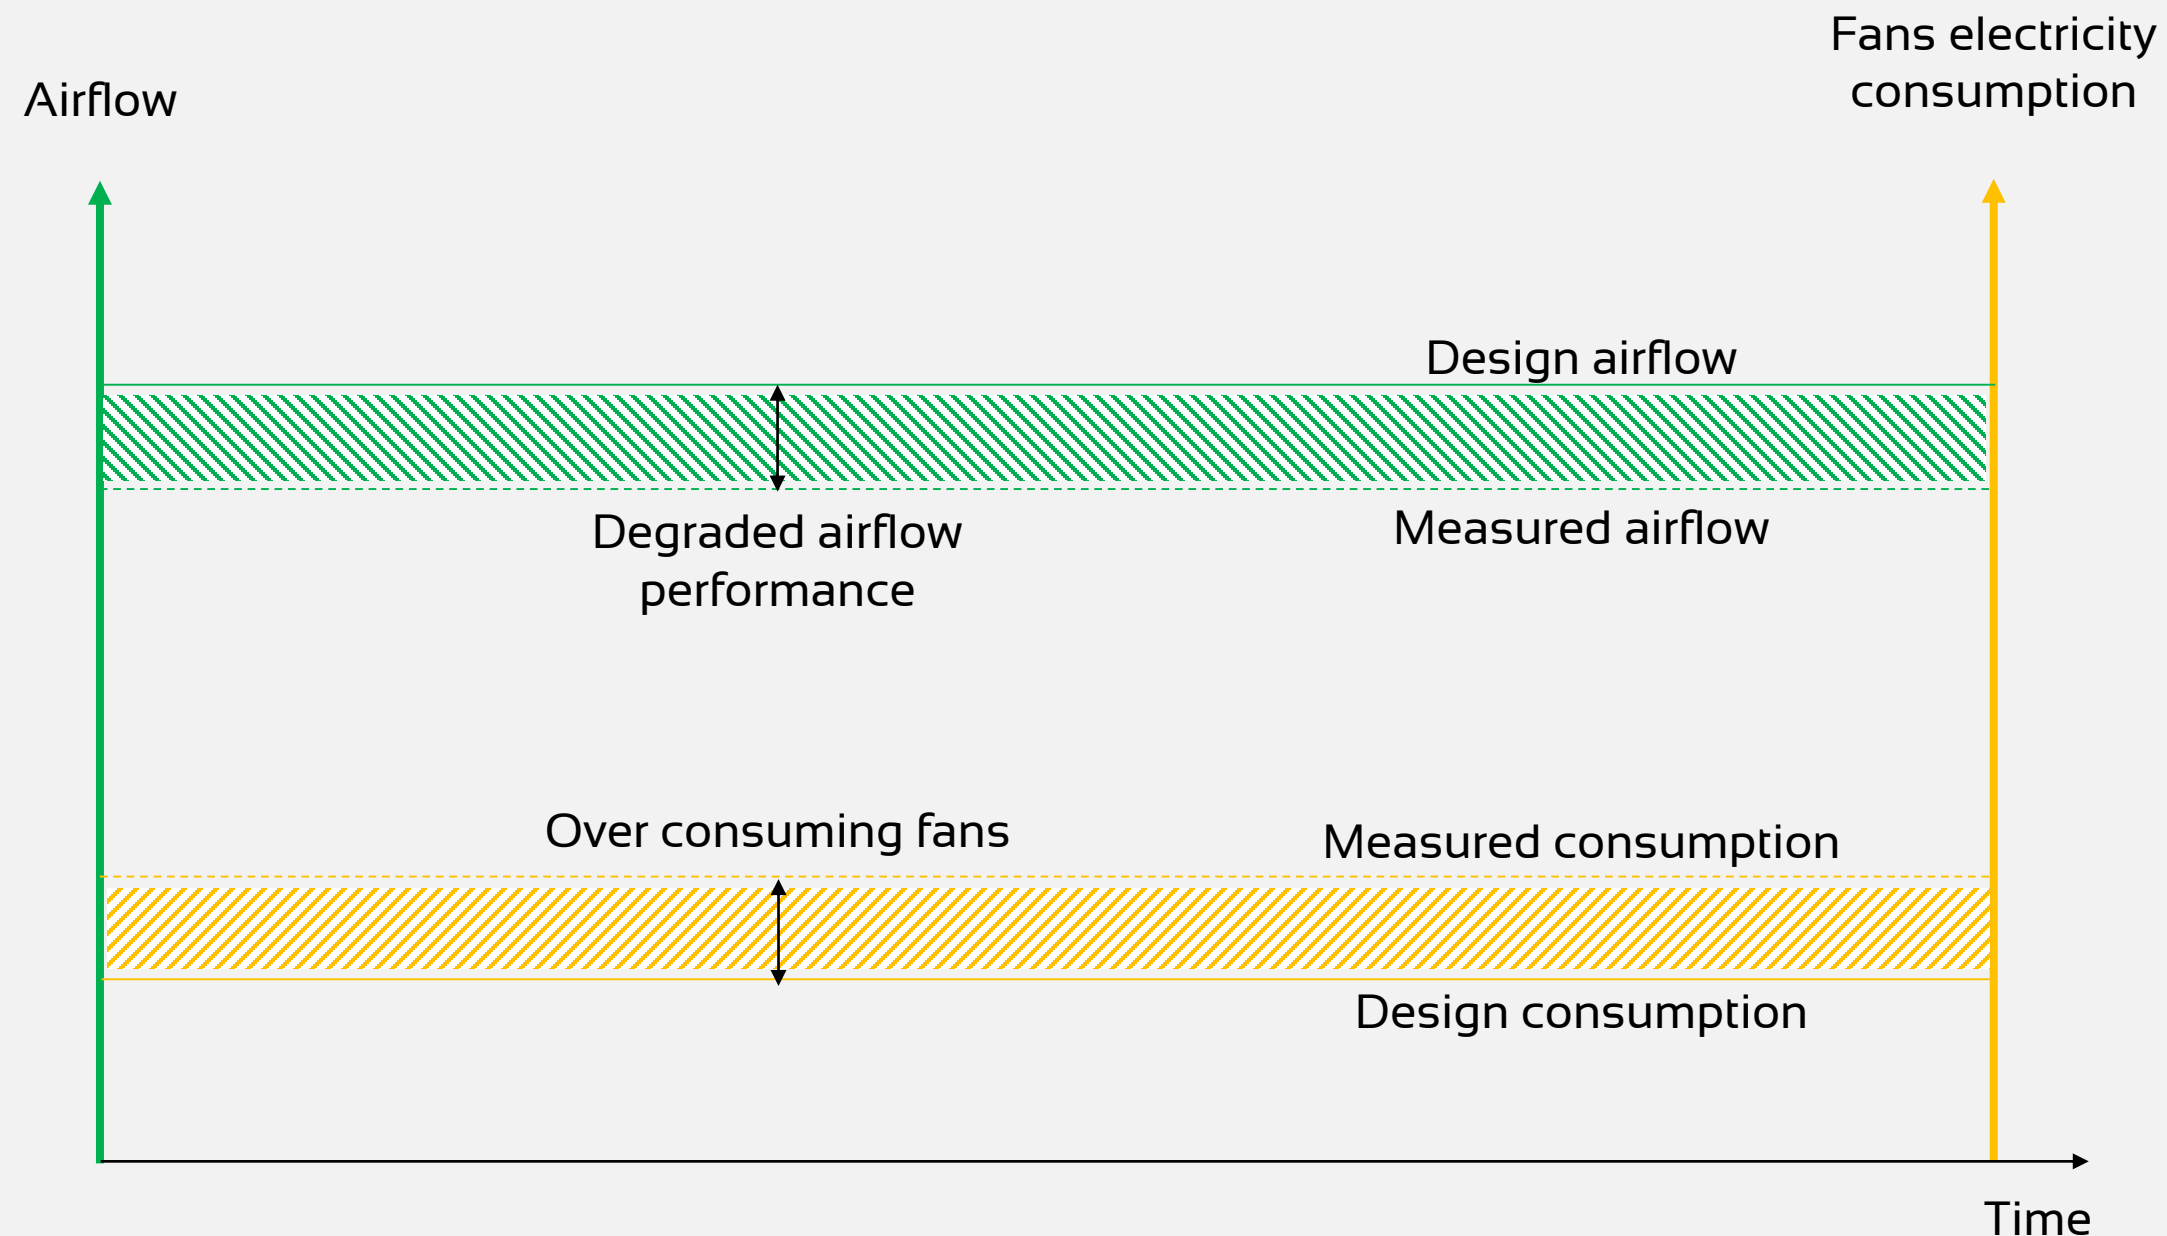 Fans electricity
consumption
Airflow
Design airflow
Degraded airflow
performance
Measured airflow
Over consuming fans
Measured consumption
Design consumption
Time